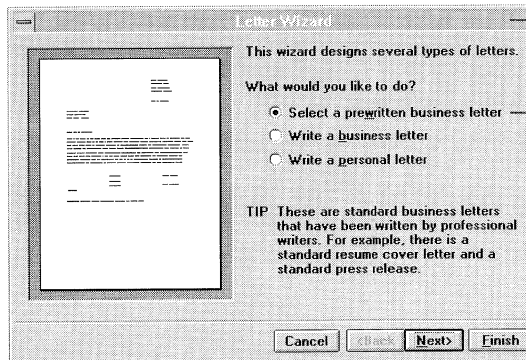 Letter Wizard
This wizard designs several types of letters.
What would you like to do?
Select a prewritten business letter
Write a business letter
Write a personal letter
TIP These are standard business letters
that have been written by professional
writers. For example, there is a
standard resume cover letter and a
standard press release.
Cancel <Back Next> Finish